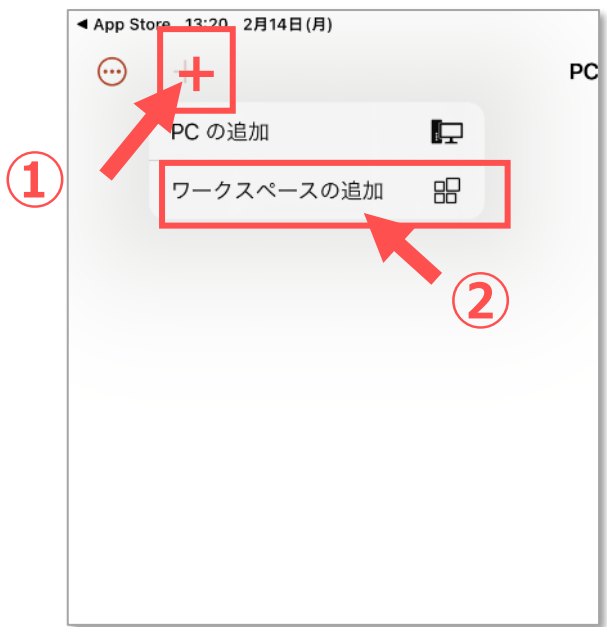 ◀ App Store 13:20 2月14日(月)
+
PC
PC の追加
①
ワークスペースの追加
②